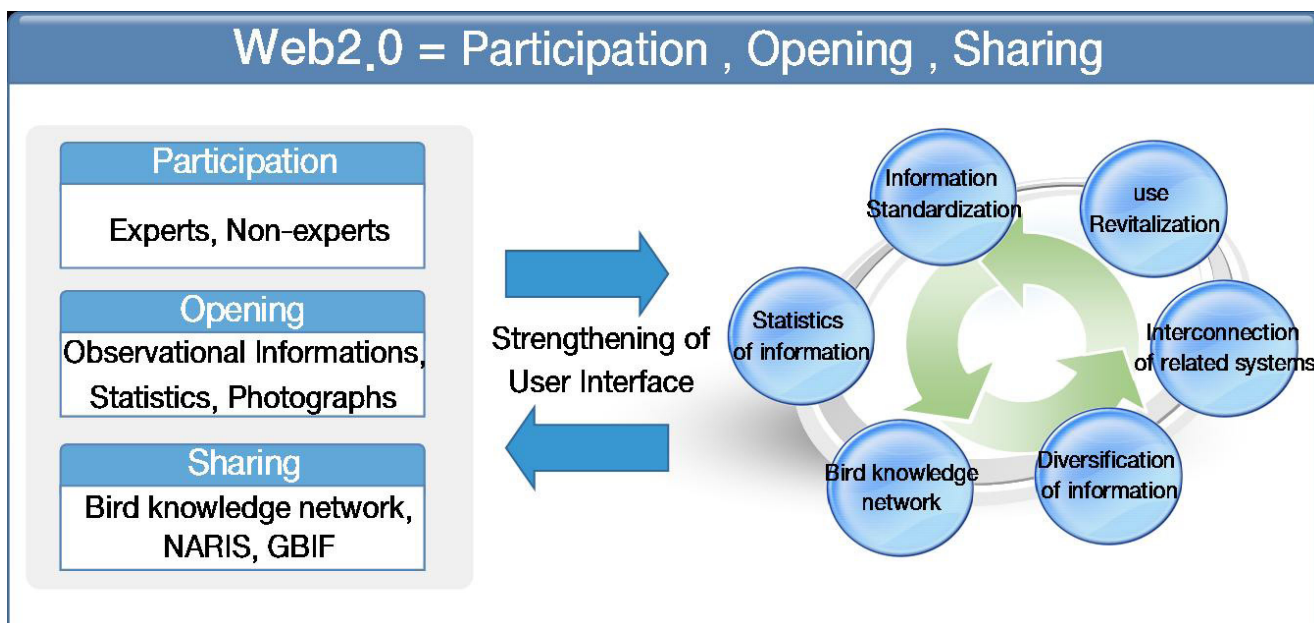 Web2.0 = Participation , Opening , Sharing
Participation
Experts, Non-experts
Opening
Observational Informations,
Statistics, Photographs
Sharing
Bird knowledge network,
NARIS, GBIF
Strengthening of
User Interface
Information
Standardization
use
Revitalization
Statistics
of information
Interconnection
of related systems
Bird knowledge
network
Diversification
of information